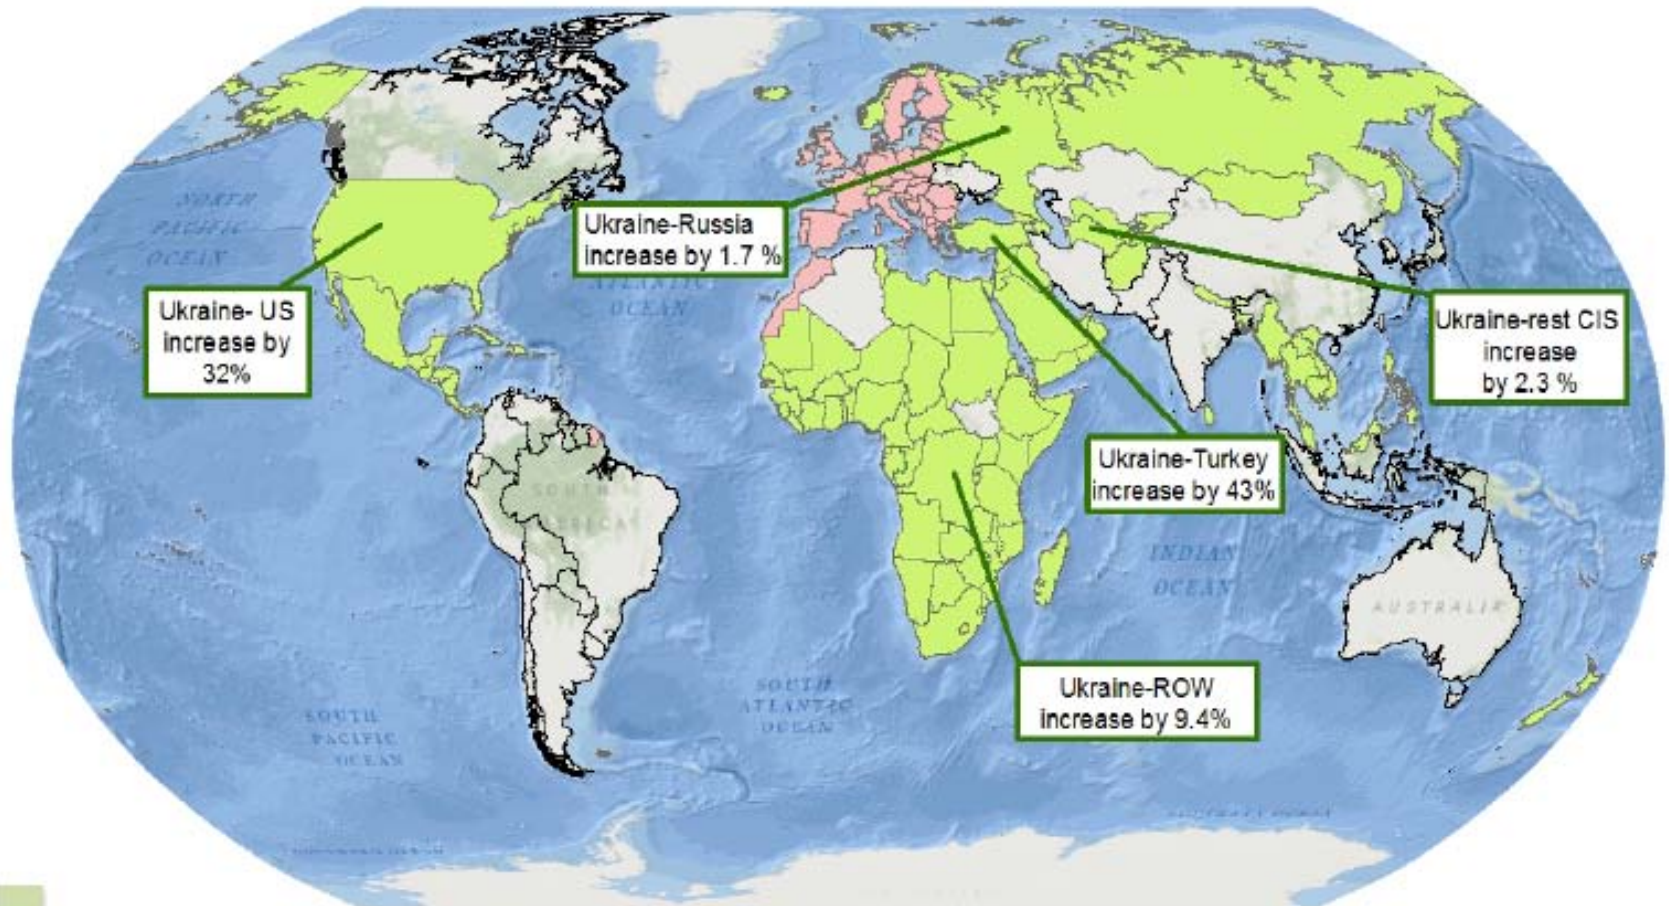 NORTH
PACIFIC
OCEAN
Ukraine-Russia
increase by 1.7 %
ATLANTIC
OCEAN
Ukraine- US
increase by
32%
Ukraine-rest CIS
increase
by 2.3 %
Ukraine-Turkey
increase by 43%
SOUTH
AMERICA
INDIAN
OCEAN
AUSTRALIA
Ukraine-ROW
increase by 9.4%
SOUTH
ATLANTIC
OCEAN
SOUTH
PACIFIC
OCEAN